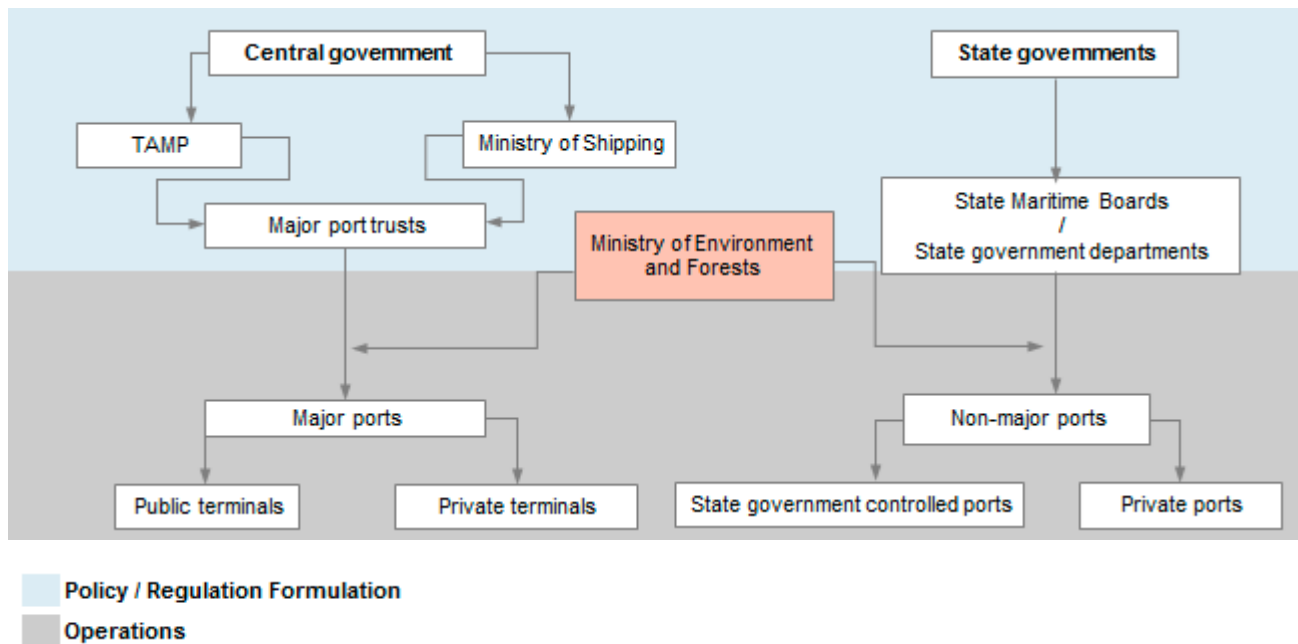 Central government
State governments
TAMP
Ministry of Shipping
Major port trusts
Ministry of Environment
and Forests
State Maritime Boards
/
State government departments
Major ports
Non-major ports
Public terminals
Private terminals
State government controlled ports
Private ports
Policy / Regulation Formulation
Operations